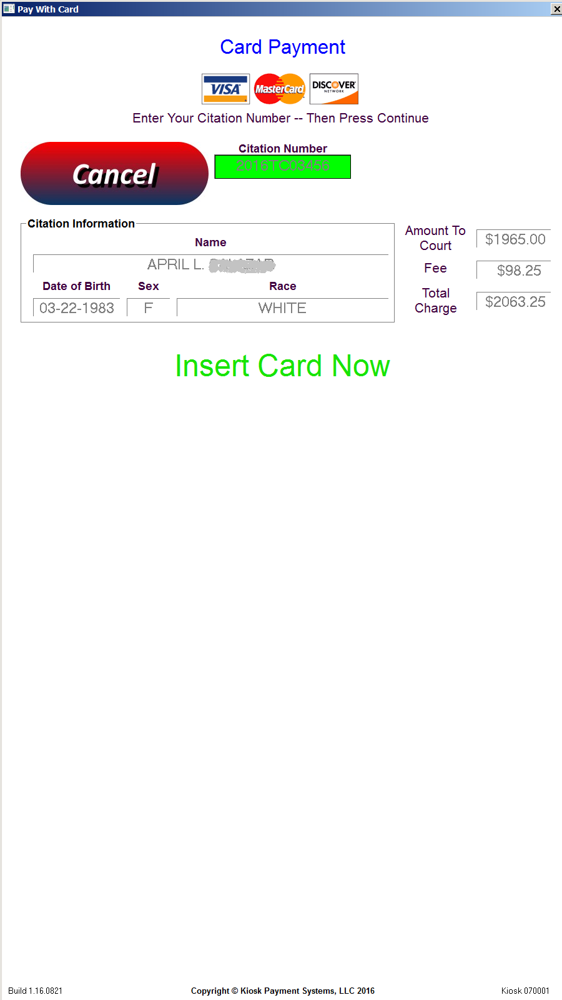 Pay With Card
Card Payment
VISA MasterCard DISCOVER
NETWORK
Enter Your Citation Number -- Then Press Continue
Cancel
Citation Number
2016TC03456
Citation Information
Name
APRIL L.
Date of Birth Sex Race
03-22-1983 F WHITE
Amount To
Court
$1965.00
Fee $98.25
Total
Charge
$2063.25
Insert Card Now
Build 1.16.0821 Copyright © Kiosk Payment Systems, LLC 2016 Kiosk 070001